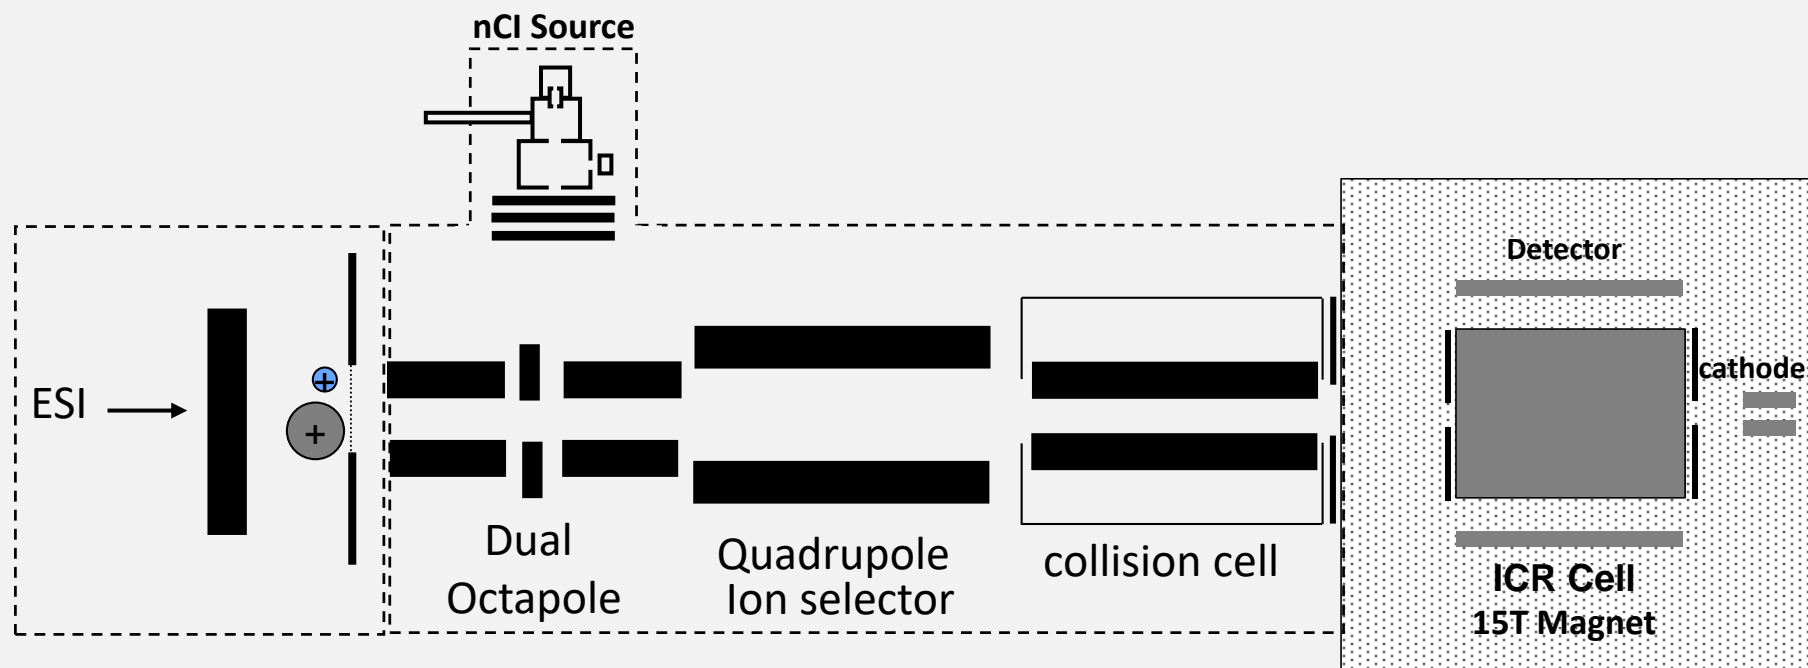 nCI Source
Detector
cathode
ESI
+
+
Dual
Octapole
Quadrupole
Ion selector
collision cell
ICR Cell
15T Magnet